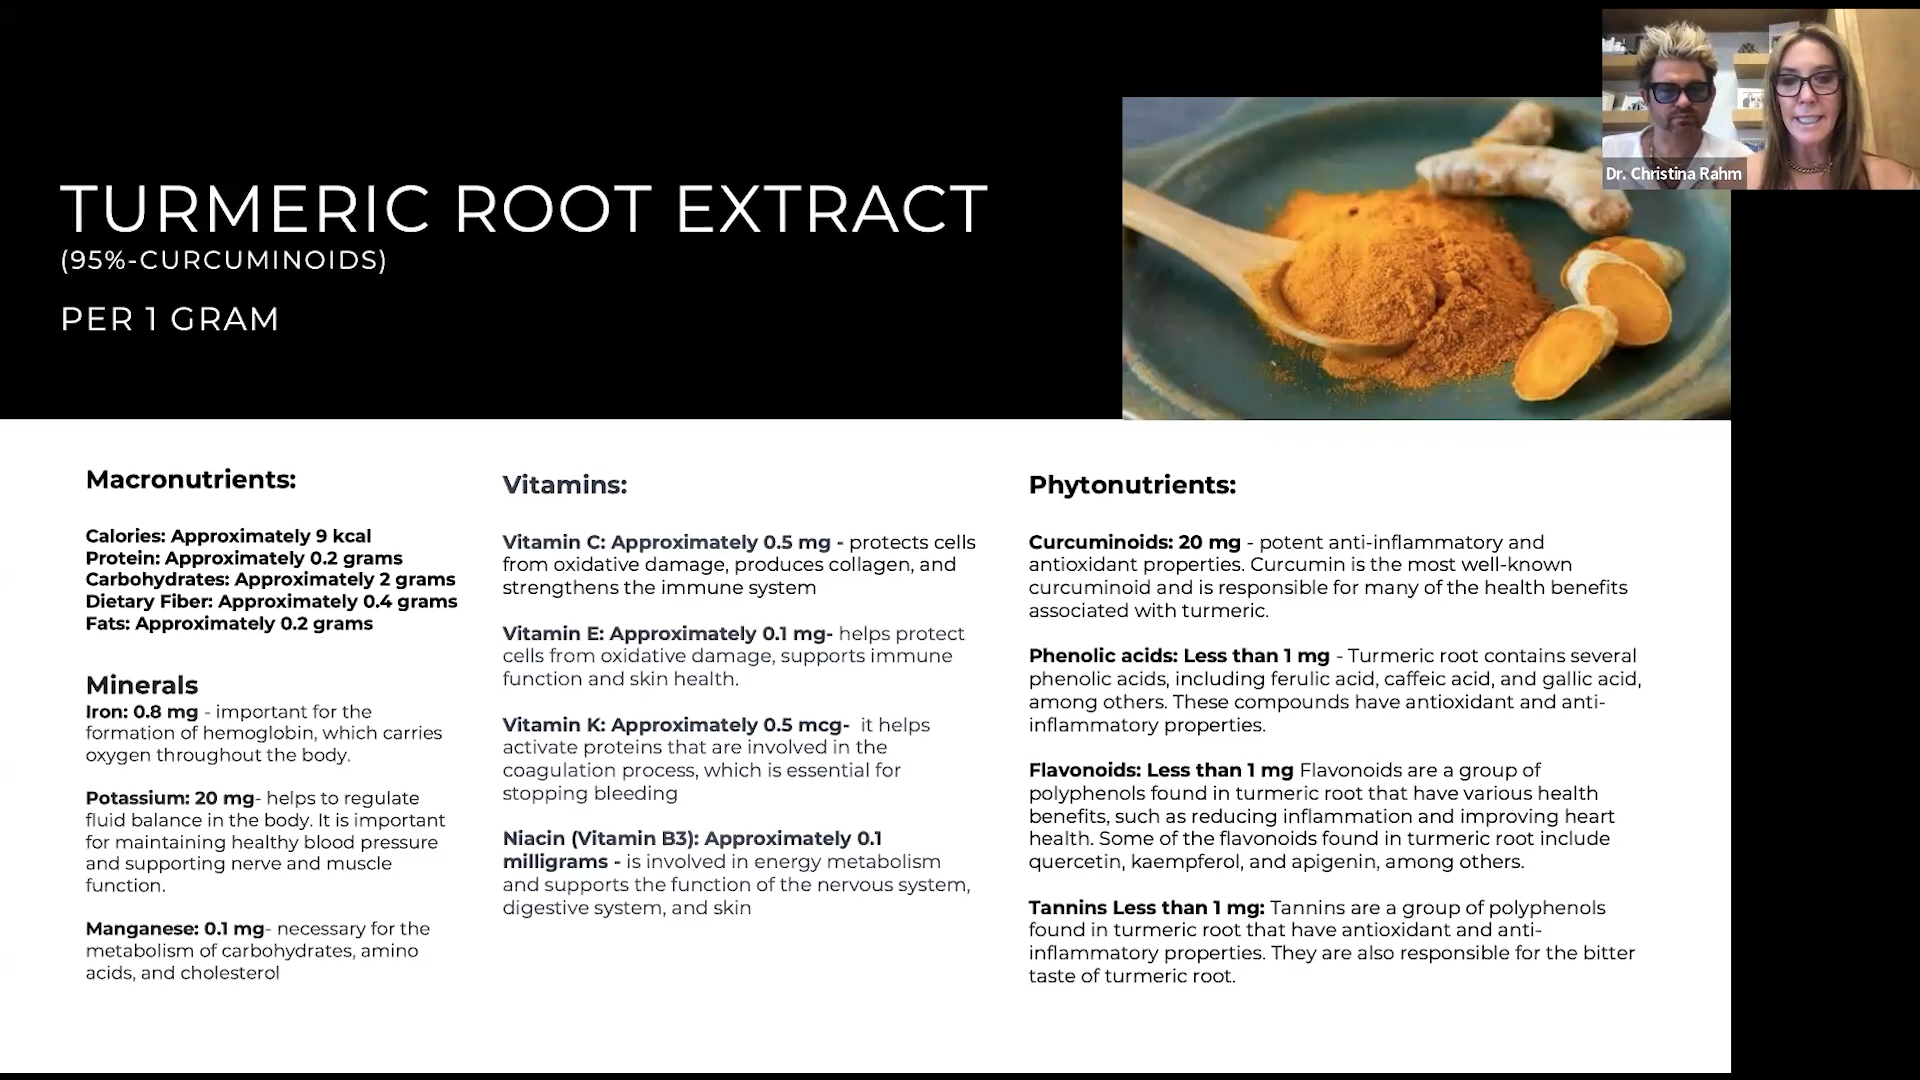 TURMERIC ROOT EXTRACT
(95%-CURCUMINOIDS)
PER 1 GRAM
Dr. Christina Rahm
Macronutrients:
Calories: Approximately 9 kcal
Protein: Approximately 0.2 grams
Carbohydrates: Approximately 2 grams
Dietary Fiber: Approximately 0.4 grams
Fats: Approximately 0.2 grams
Minerals
Iron: 0.8 mg - important for the
formation of hemoglobin, which carries
oxygen throughout the body.
Potassium: 20 mg- helps to regulate
fluid balance in the body. It is important
for maintaining healthy blood pressure
and supporting nerve and muscle
function.
Manganese: 0.1 mg- necessary for the
metabolism of carbohydrates, amino
acids, and cholesterol
Vitamins:
Vitamin C: Approximately 0.5 mg - protects cells
from oxidative damage, produces collagen, and
strengthens the immune system
Vitamin E: Approximately 0.1 mg- helps protect
cells from oxidative damage, supports immune
function and skin health.
Vitamin K: Approximately 0.5 mcg- it helps
activate proteins that are involved in the
coagulation process, which is essential for
stopping bleeding
Niacin (Vitamin B3): Approximately 0.1
milligrams - is involved in energy metabolism
and supports the function of the nervous system,
digestive system, and skin
Phytonutrients:
Curcuminoids: 20 mg - potent anti-inflammatory and
antioxidant properties. Curcumin is the most well-known
curcuminoid and is responsible for many of the health benefits
associated with turmeric.
Phenolic acids: Less than 1 mg - Turmeric root contains several
phenolic acids, including ferulic acid, caffeic acid, and gallic acid,
among others. These compounds have antioxidant and anti-
inflammatory properties.
Flavonoids: Less than 1 mg Flavonoids are a group of
polyphenols found in turmeric root that have various health
benefits, such as reducing inflammation and improving heart
health. Some of the flavonoids found in turmeric root include
quercetin, kaempferol, and apigenin, among others.
Tannins Less than 1 mg: Tannins are a group of polyphenols
found in turmeric root that have antioxidant and anti-
inflammatory properties. They are also responsible for the bitter
taste of turmeric root.